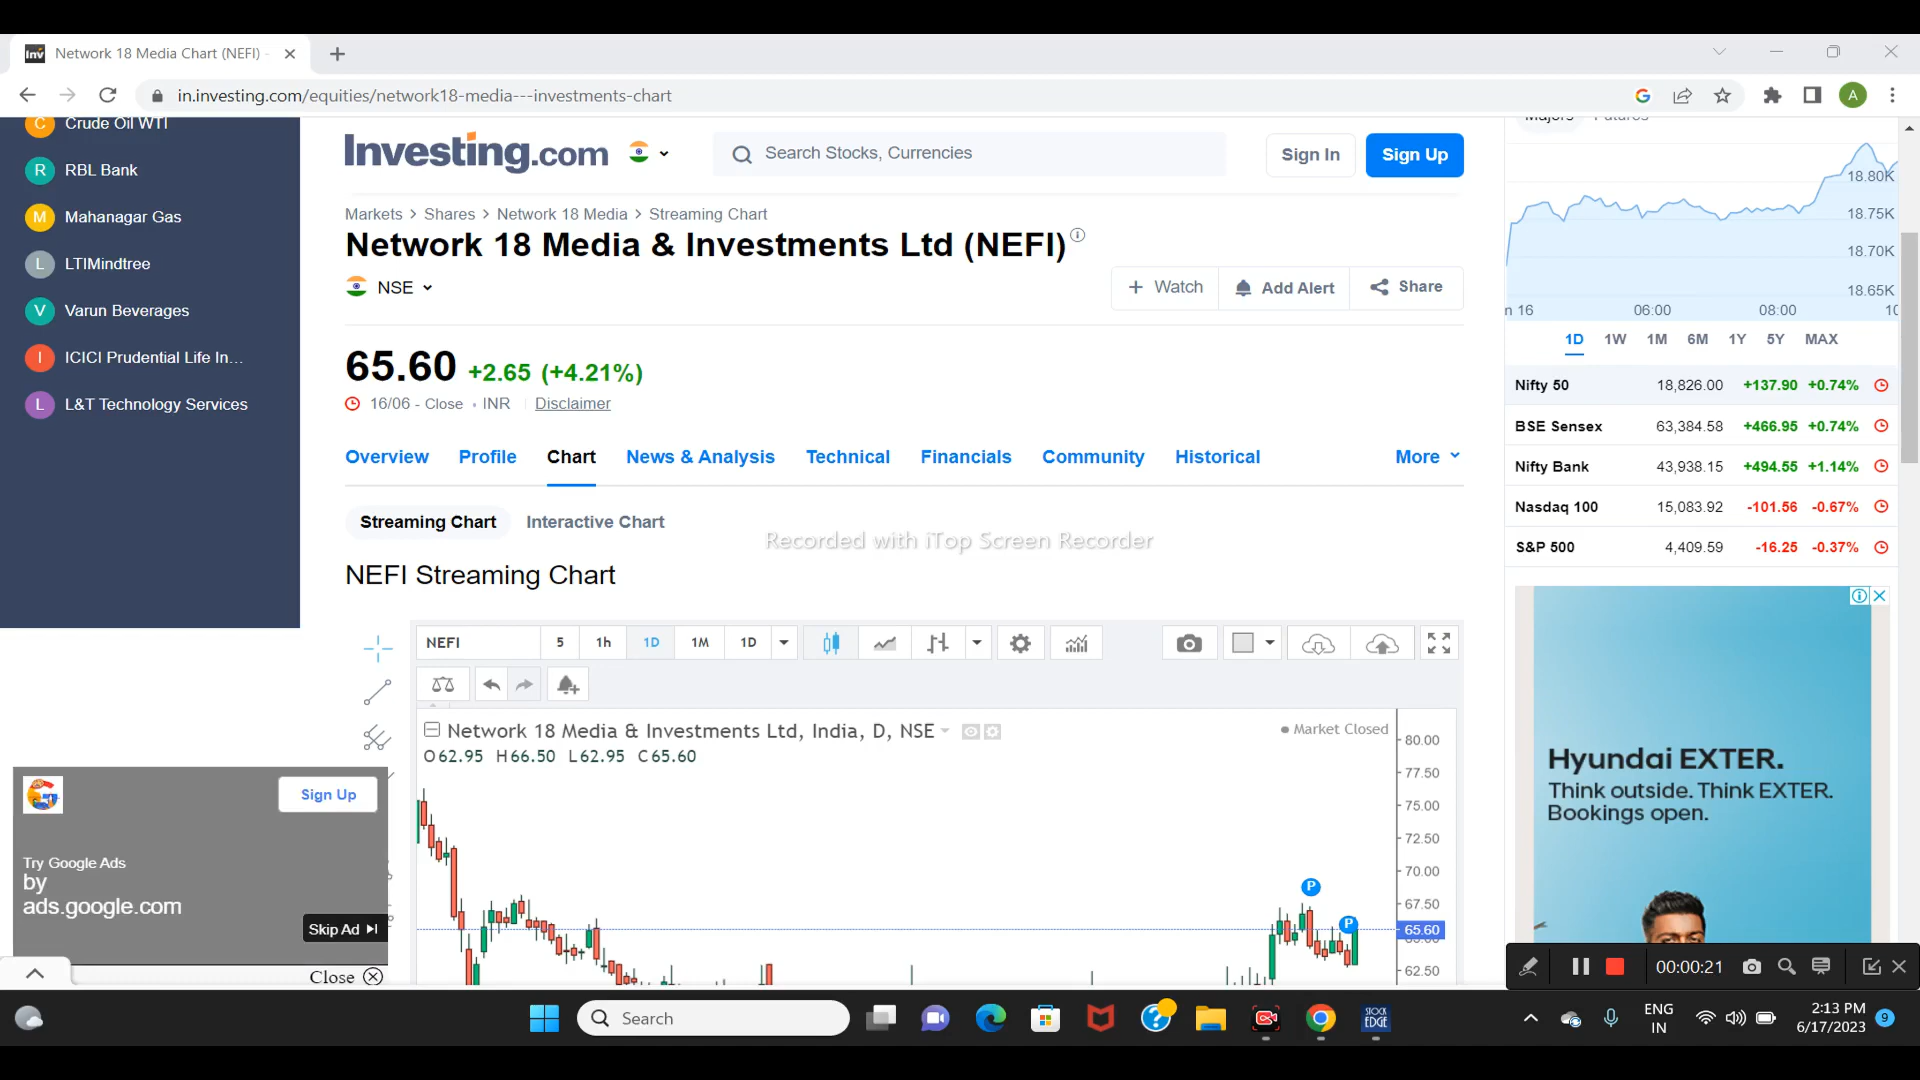 Network 18 Media Chart (NEFI) -
in.investing.com/equities/network18-media---investments-chart
A
C Crude Oil WTI
R RBL Bank
M Mahanagar Gas
L LTIMindtree
V Varun Beverages
I ICICI Prudential Life In...
L L&T Technology Services
Investing.com
Search Stocks, Currencies
Sign In
Sign Up
Markets > Shares > Network 18 Media > Streaming Chart
Network 18 Media & Investments Ltd (NEFI)
NSE
+ Watch
Add Alert
Share
65.60 +2.65 (+4.21%)
16/06 - Close • INR Disclaimer
Overview Profile Chart News & Analysis Technical Financials Community Historical More
Streaming Chart Interactive Chart
Recorded with iTop Screen Recorder
NEFI Streaming Chart
NEFI 5 1h 1D 1M 1D
Network 18 Media & Investments Ltd, India, D, NSE
Market Closed
O62.95 H66.50 L62.95 C65.60
80.00
77.50
75.00
72.50
70.00
67.50
65.60
62.50
P
P
Majors Futures
18.80K
18.75K
18.70K
18.65K
n 16 06:00 08:00 10
1D 1W 1M 6M 1Y 5Y MAX
Nifty 50 18,826.00 +137.90 +0.74%
BSE Sensex 63,384.58 +466.95 +0.74%
Nifty Bank 43,938.15 +494.55 +1.14%
Nasdaq 100 15,083.92 -101.56 -0.67%
S&P 500 4,409.59 -16.25 -0.37%
Hyundai EXTER.
Think outside. Think EXTER.
Bookings open.
Sign Up
Try Google Ads
by
ads.google.com
Skip Ad
Close
00:00:21
Search
STOCK
EDGE
ENG
IN
2:13 PM
6/17/2023
9